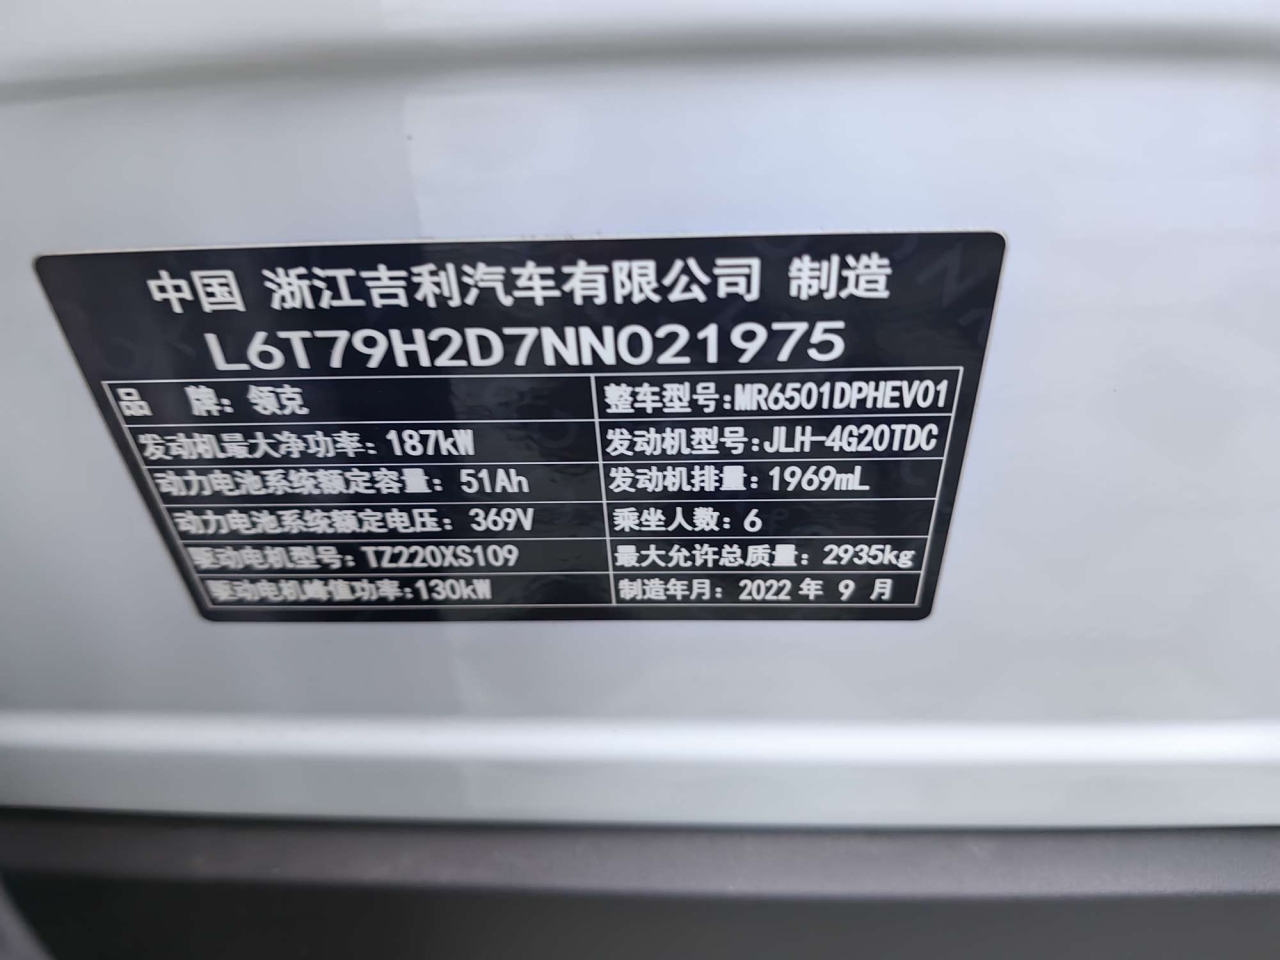 中国 浙江吉利汽车有限公司 制造
L6T79H2D7NN021975
品 牌：领克 整车型号：MR6501DPHEV01
发动机最大净功率：187kW 发动机型号：JLH-4G20TDC
动力电池系统额定容量：51Ah 发动机排量：1969mL
动力电池系统额定电压：369V 乘坐人数：6
驱动电机型号：TZ220XS109 最大允许总质量：2935kg
驱动电机峰值功率：130kW 制造年月：2022 年 9 月